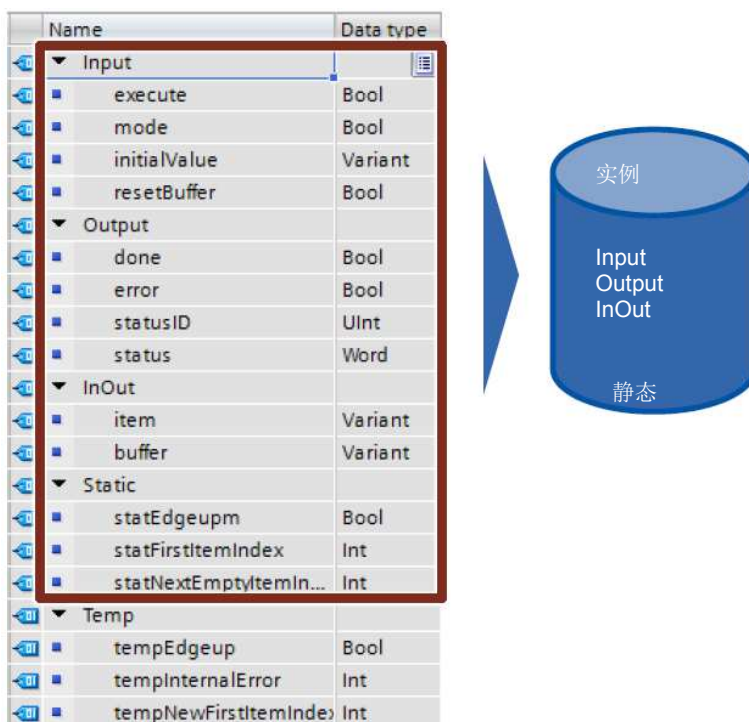 Name Data type
Input
execute Bool
mode Bool
initialValue Variant
resetBuffer Bool
Output
done Bool
error Bool
statusID UInt
status Word
InOut
item Variant
buffer Variant
Static
statEdgeupm Bool
statFirstItemIndex Int
statNextEmptyItemIn... Int
Temp
tempEdgeup Bool
tempInternalError Int
tempNewFirstItemIndex Int
实例
Input
Output
InOut
静态